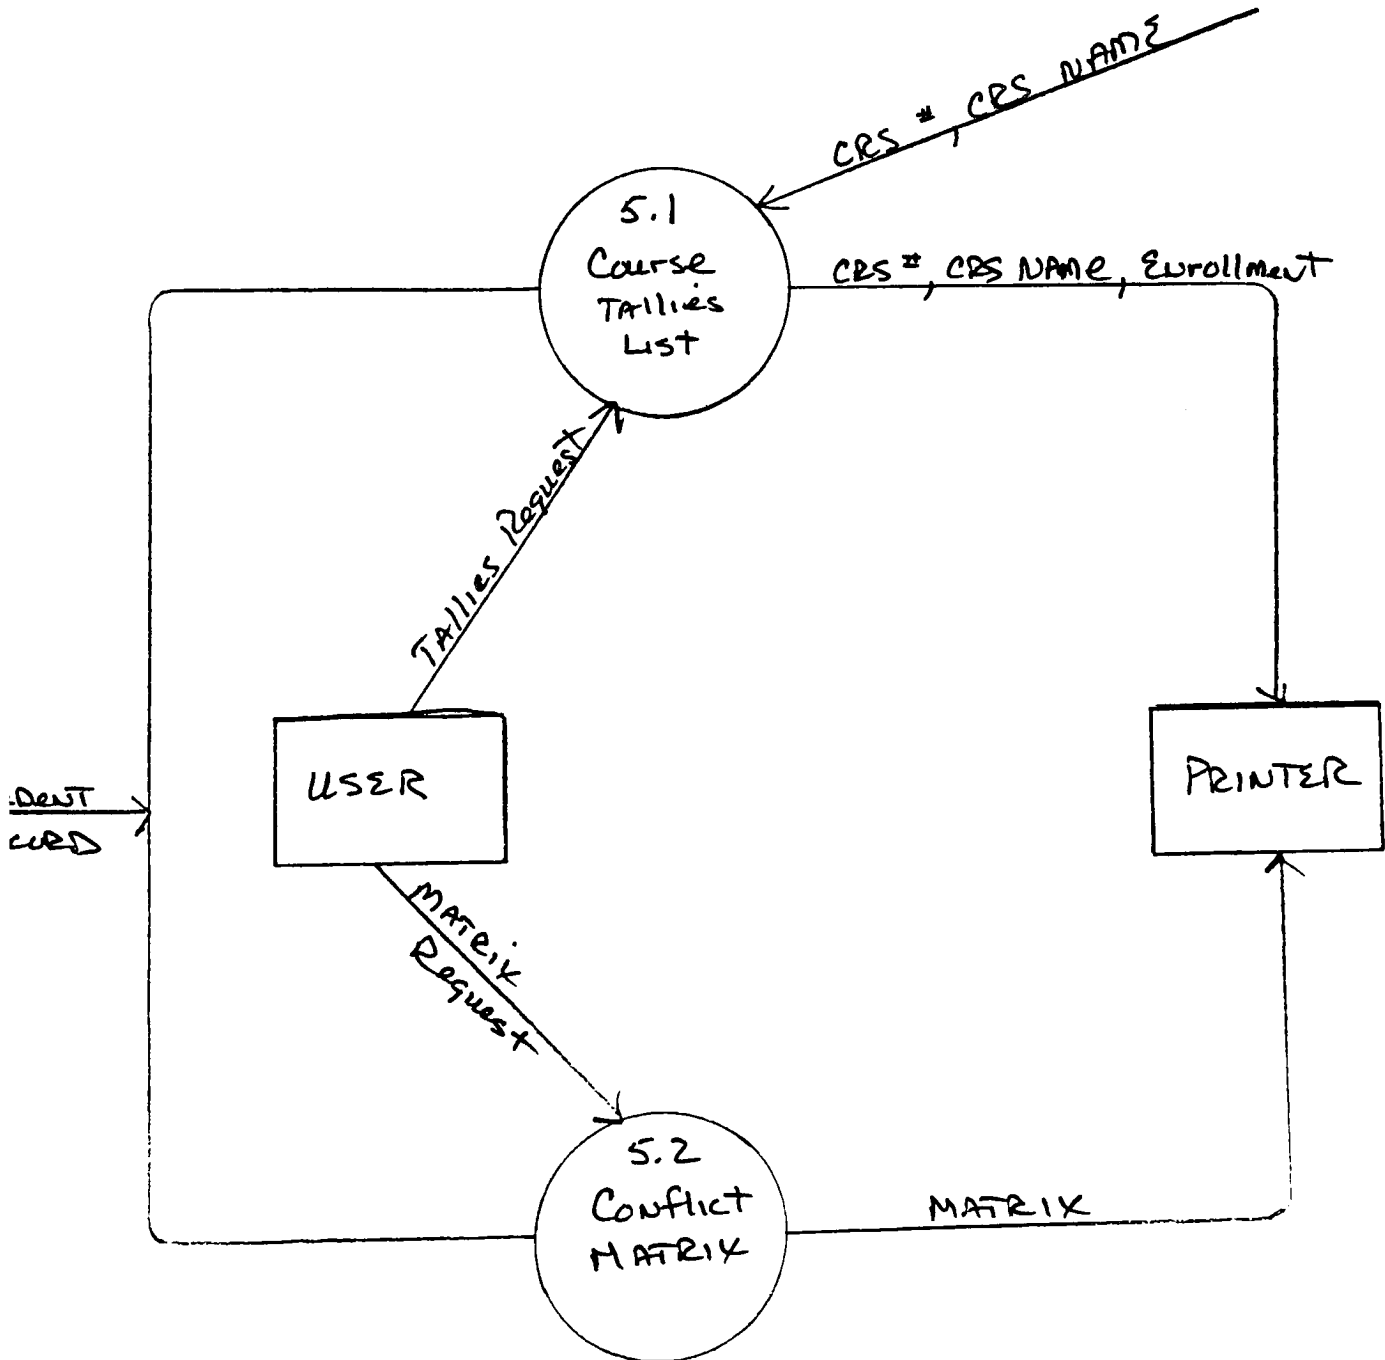 CRS #, CRS NAME
5.1
Course
TAllies
List
CRS #, CRS NAME, Enrollment
TAllies Request
USER
PRINTER
DENT
MATRIX
Request
5.2
Conflict
MATRIX
MATRIX